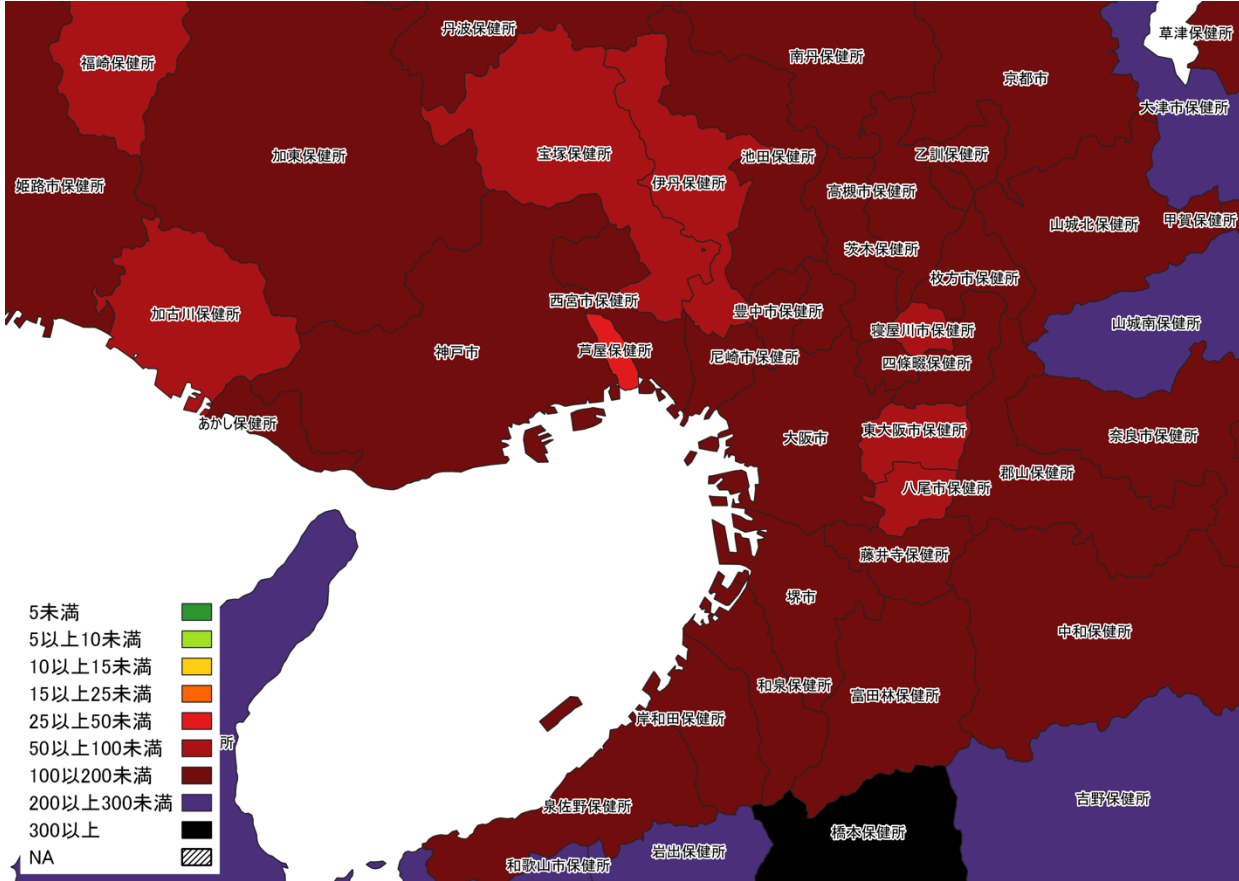 丹波保健所
草津保健所
福崎保健所
南丹保健所
京都市
大津市保健所
加東保健所
宝塚保健所
池田保健所
乙訓保健所
姫路市保健所
伊丹保健所
高槻市保健所
甲賀保健所
山城北保健所
茨木保健所
枚方市保健所
西宮市保健所
加古川保健所
豊中市保健所
山城南保健所
寝屋川市保健所
神戸市
芦屋保健所
尼崎市保健所
四條畷保健所
あかし保健所
大阪市
東大阪市保健所
奈良市保健所
郡山保健所
八尾市保健所
藤井寺保健所
堺市
中和保健所
和泉保健所
富田林保健所
岸和田保健所
所
泉佐野保健所
吉野保健所
橋本保健所
岩出保健所
和歌山市保健所
5未満
5以上10未満
10以上15未満
15以上25未満
25以上50未満
50以上100未満
100以200未満
200以上300未満
300以上
NA